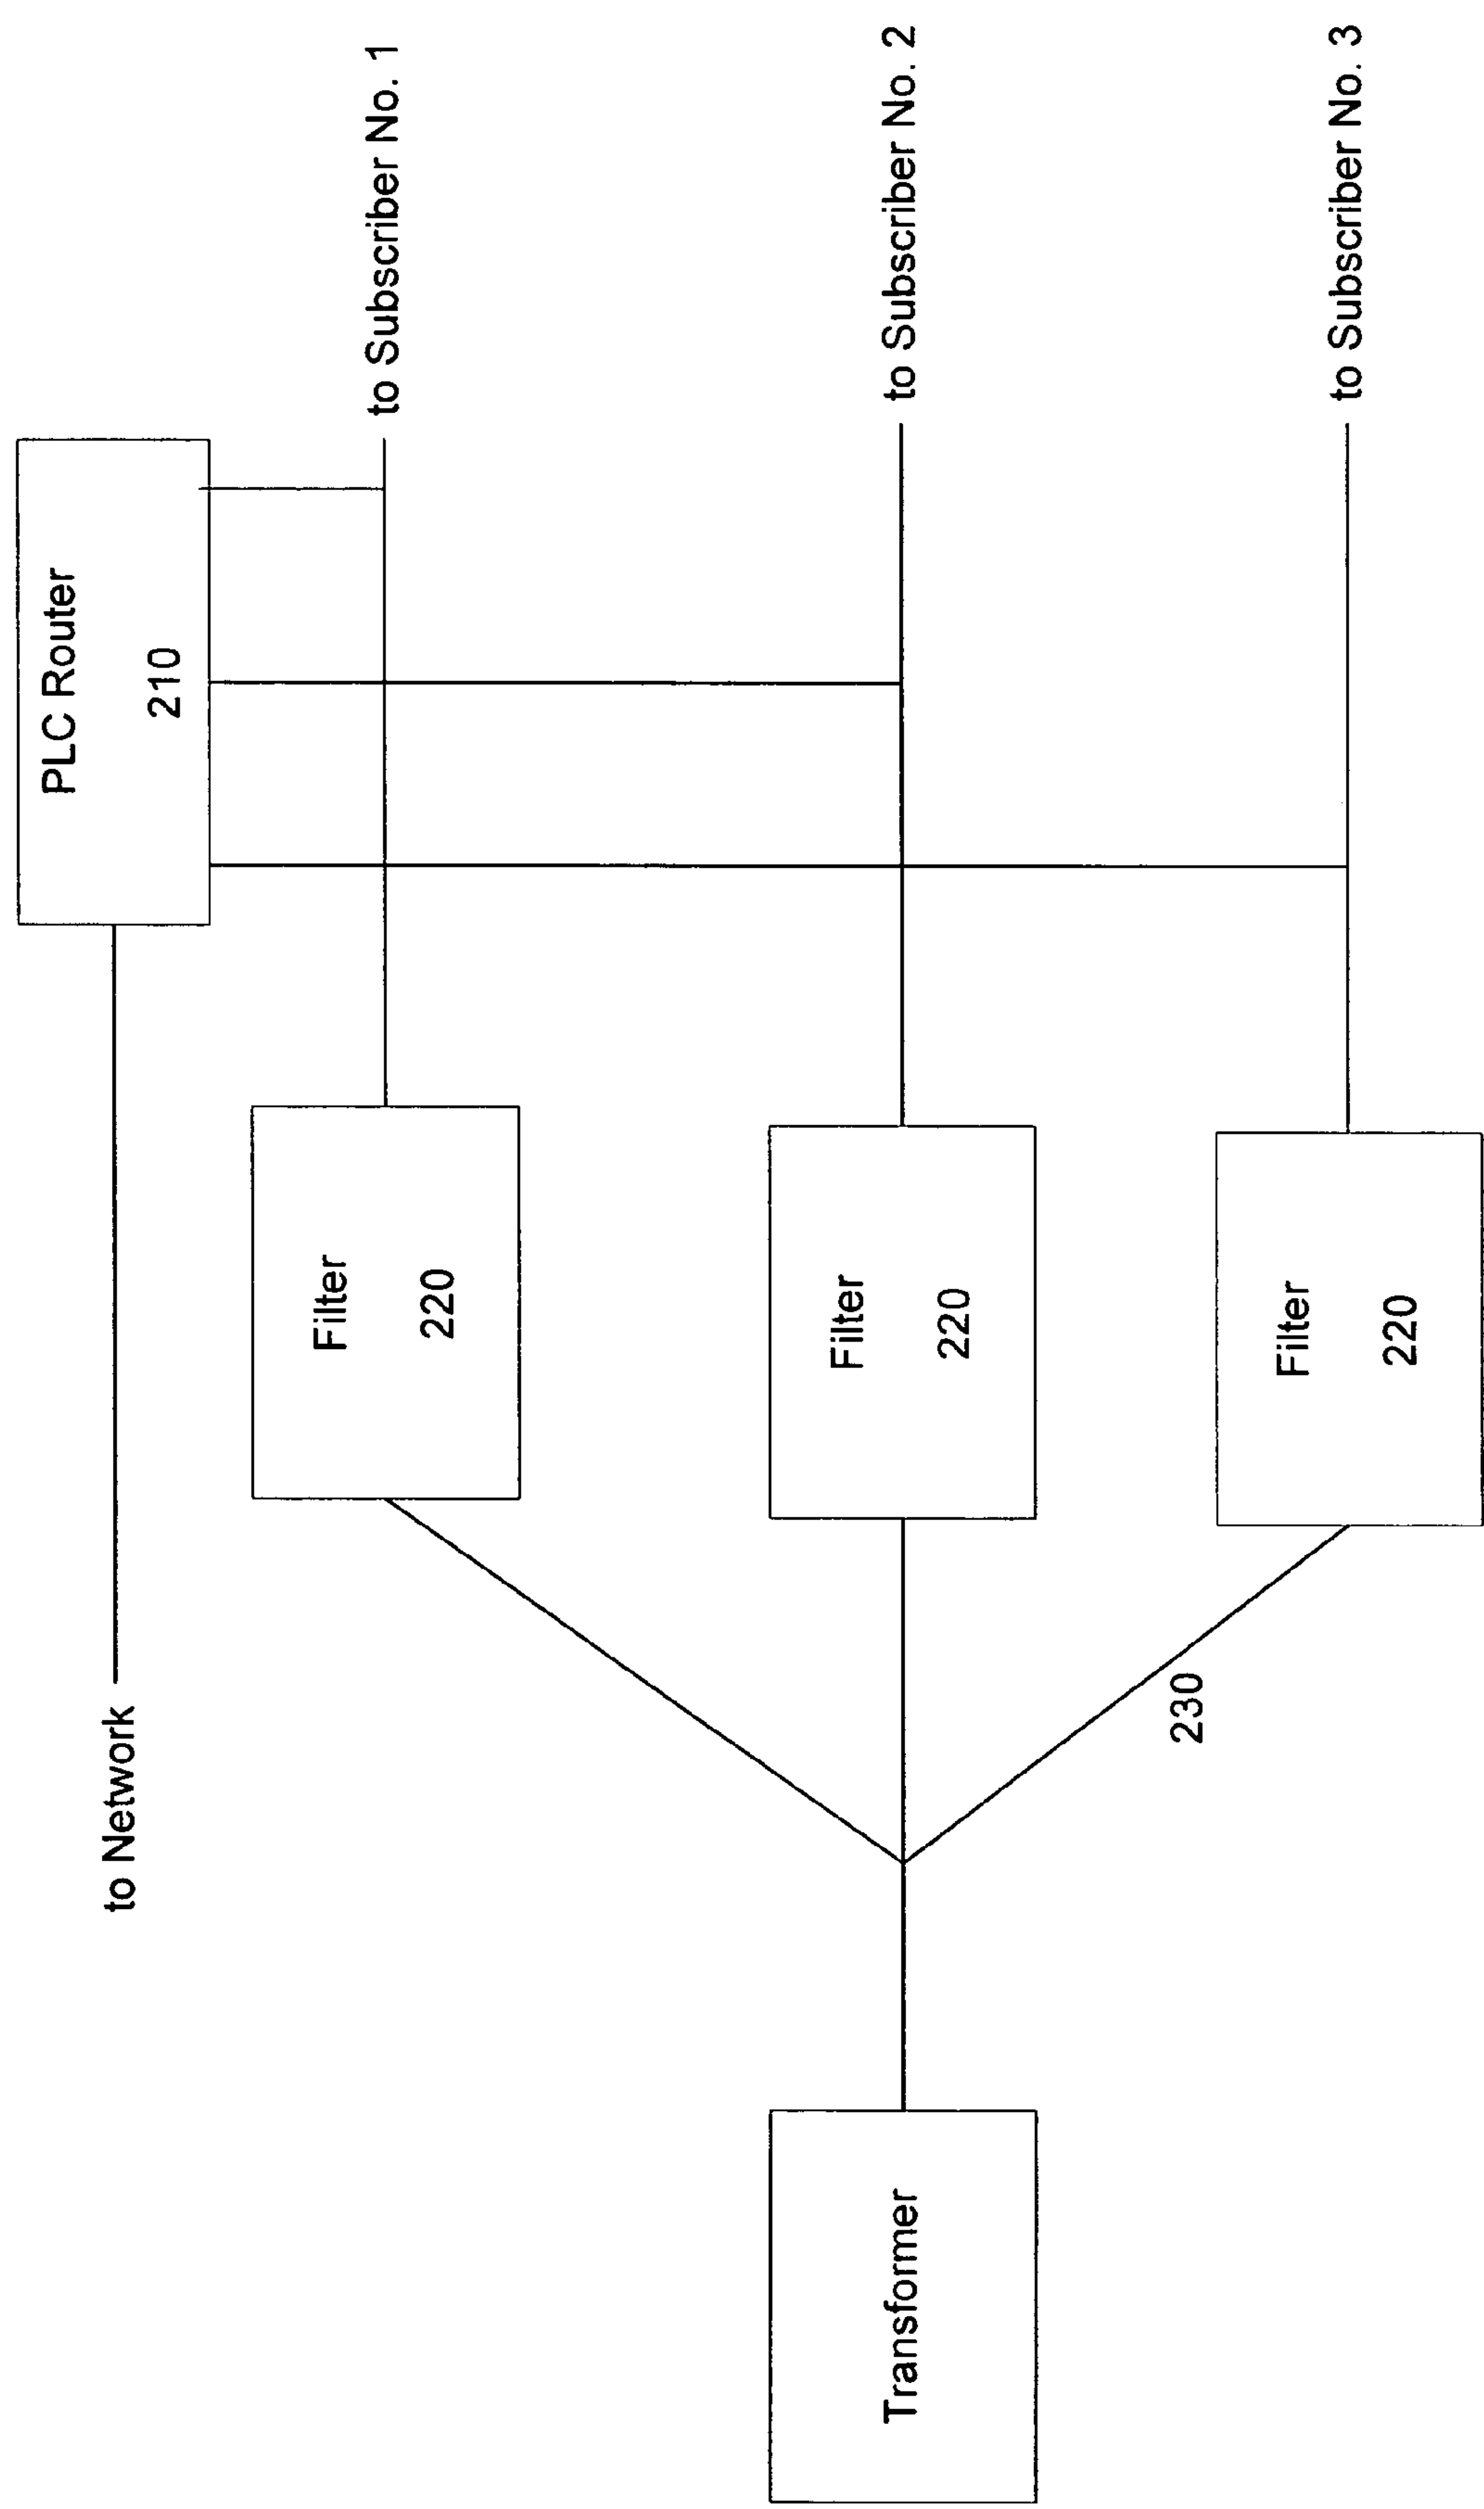 PLC Router
210
to Network
to Subscriber No. 1
Filter
220
to Subscriber No. 2
Filter
220
Transformer
to Subscriber No. 3
Filter
220
230